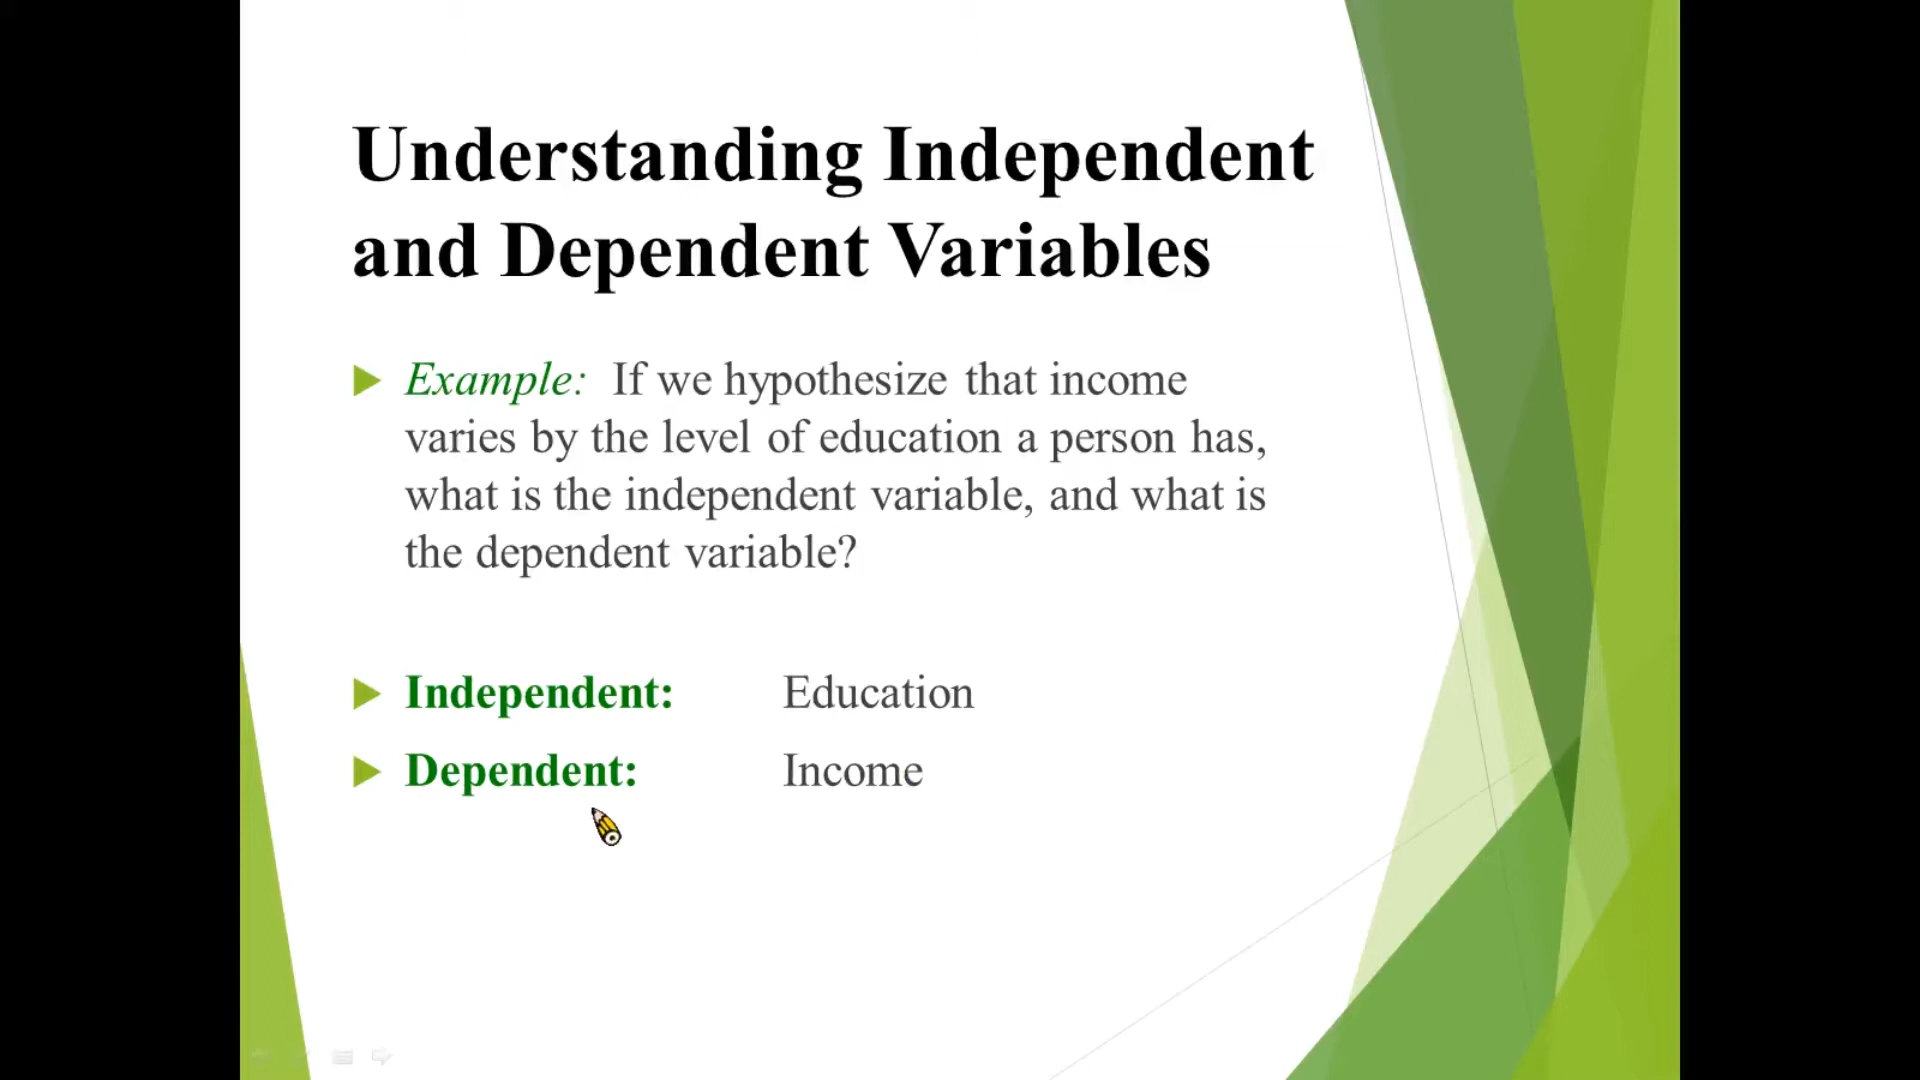 Understanding Independent
and Dependent Variables
Example: If we hypothesize that income
varies by the level of education a person has,
what is the independent variable, and what is
the dependent variable?
Independent: Education
Dependent: Income